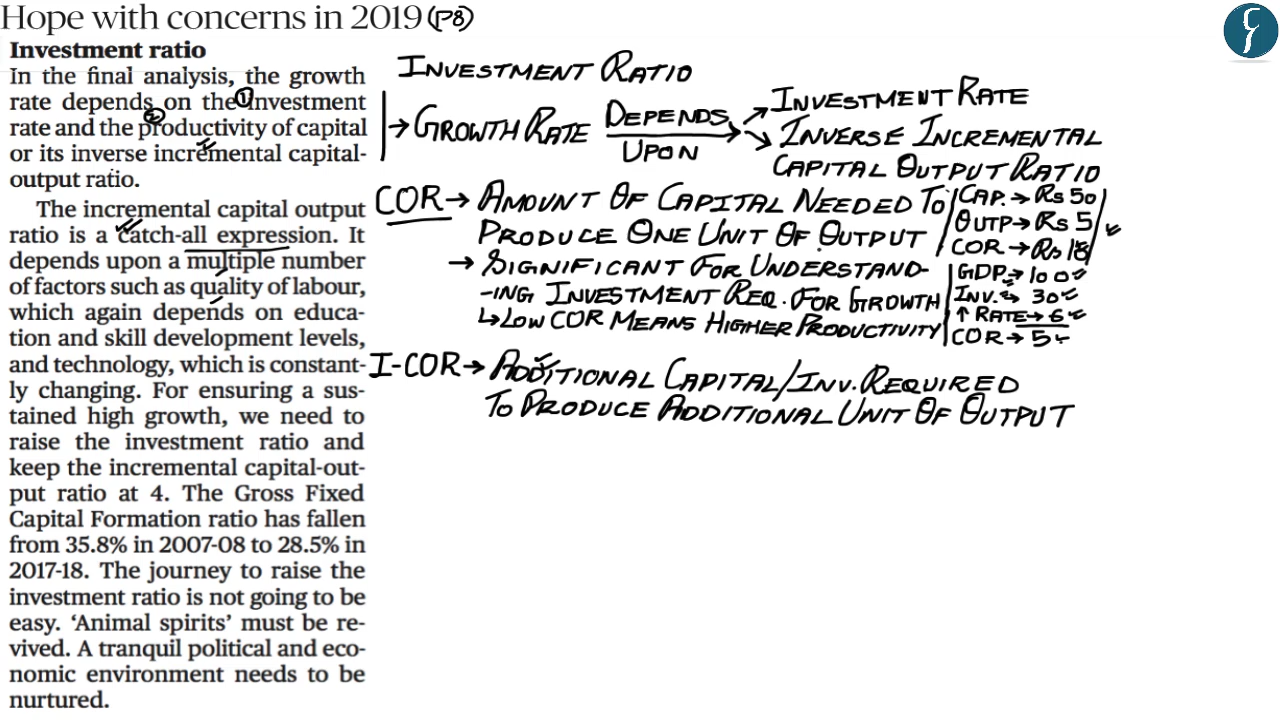 Hope with concerns in 2019 (P8)
Investment ratio
In the final analysis, the growth
rate depends on the ① investment
rate and the ② productivity of capital
or its inverse incremental capital-
output ratio.
The incremental capital output
ratio is a catch-all expression. It
depends upon a multiple number
of factors such as quality of labour,
which again depends on educa-
tion and skill development levels,
and technology, which is constant-
ly changing. For ensuring a sus-
tained high growth, we need to
raise the investment ratio and
keep the incremental capital-out-
put ratio at 4. The Gross Fixed
Capital Formation ratio has fallen
from 35.8% in 2007-08 to 28.5% in
2017-18. The journey to raise the
investment ratio is not going to be
easy. ‘Animal spirits’ must be re-
vived. A tranquil political and eco-
nomic environment needs to be
nurtured.
INVESTMENT RATIO
→ GROWTH RATE DEPENDS UPON
→ INVESTMENT RATE
→ INVERSE INCREMENTAL
CAPITAL OUTPUT RATIO
COR → AMOUNT OF CAPITAL NEEDED TO
PRODUCE ONE UNIT OF OUTPUT
→ SIGNIFICANT FOR UNDERSTAND-
-ING INVESTMENT REQ. FOR GROWTH
↳ LOW COR MEANS HIGHER PRODUCTIVITY
CAP. → Rs 50
OUTP → Rs 5
COR → Rs
GDP → 100
INV. → 30
↑ RATE → 6
COR → 5
I-COR → ADDITIONAL CAPITAL/INV. REQUIRED
TO PRODUCE ADDITIONAL UNIT OF OUTPUT